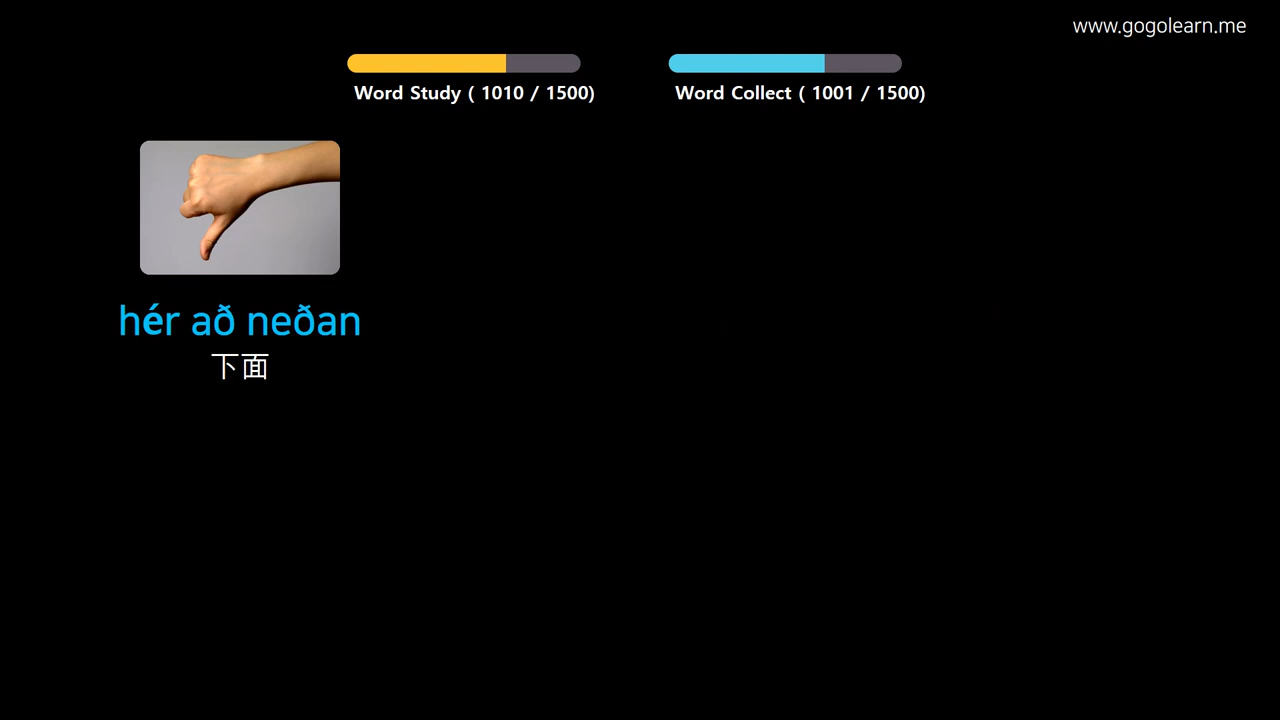 www.gogolearn.me
Word Study ( 1010 / 1500)
Word Collect ( 1001 / 1500)
hér að neðan
下面